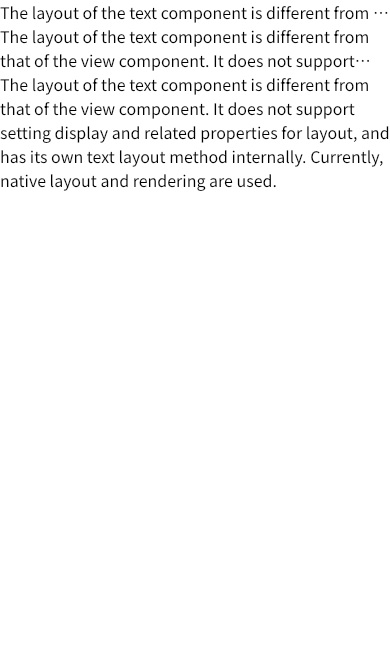 The layout of the text component is different from ···
The layout of the text component is different from
that of the view component. It does not support···
The layout of the text component is different from
that of the view component. It does not support
setting display and related properties for layout, and
has its own text layout method internally. Currently,
native layout and rendering are used.